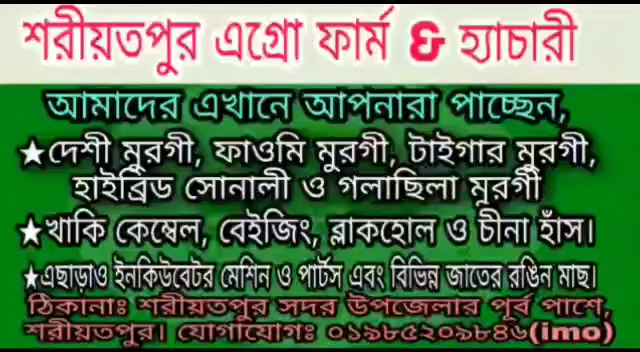 শরীয়তপুর এগ্রো ফার্ম & হ্যাচারী
আমাদের এখানে আপনারা পাচ্ছেন,
★দেশী মুরগী, ফাওমি মুরগী, টাইগার মুরগী,
হাইব্রিড সোনালী ও গলাছিলা মুরগী
★খাকি কেম্বেল, বেইজিং, ব্লাকহোল ও চীনা হাঁস।
★এছাড়াও ইনকিউবেটর মেশিন ও পার্টস এবং বিভিন্ন জাতের রঙিন মাছ।
ঠিকানাঃ শরীয়তপুর সদর উপজেলার পূর্ব পাশে,
শরীয়তপুর। যোগাযোগঃ ০১৯৮৫২০৯৮৪৬(imo)